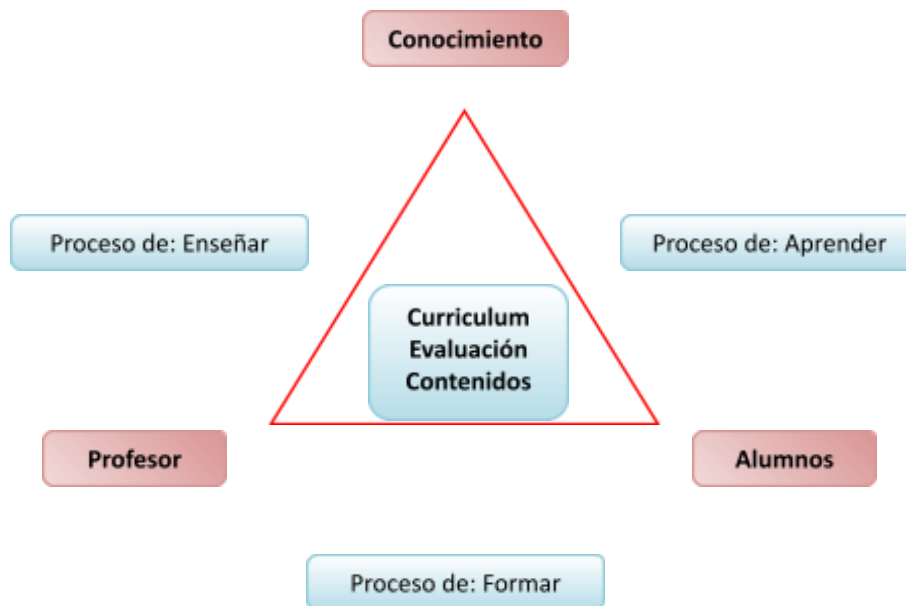 Conocimiento
Proceso de: Enseñar
Proceso de: Aprender
Curriculum
Evaluación
Contenidos
Profesor
Alumnos
Proceso de: Formar